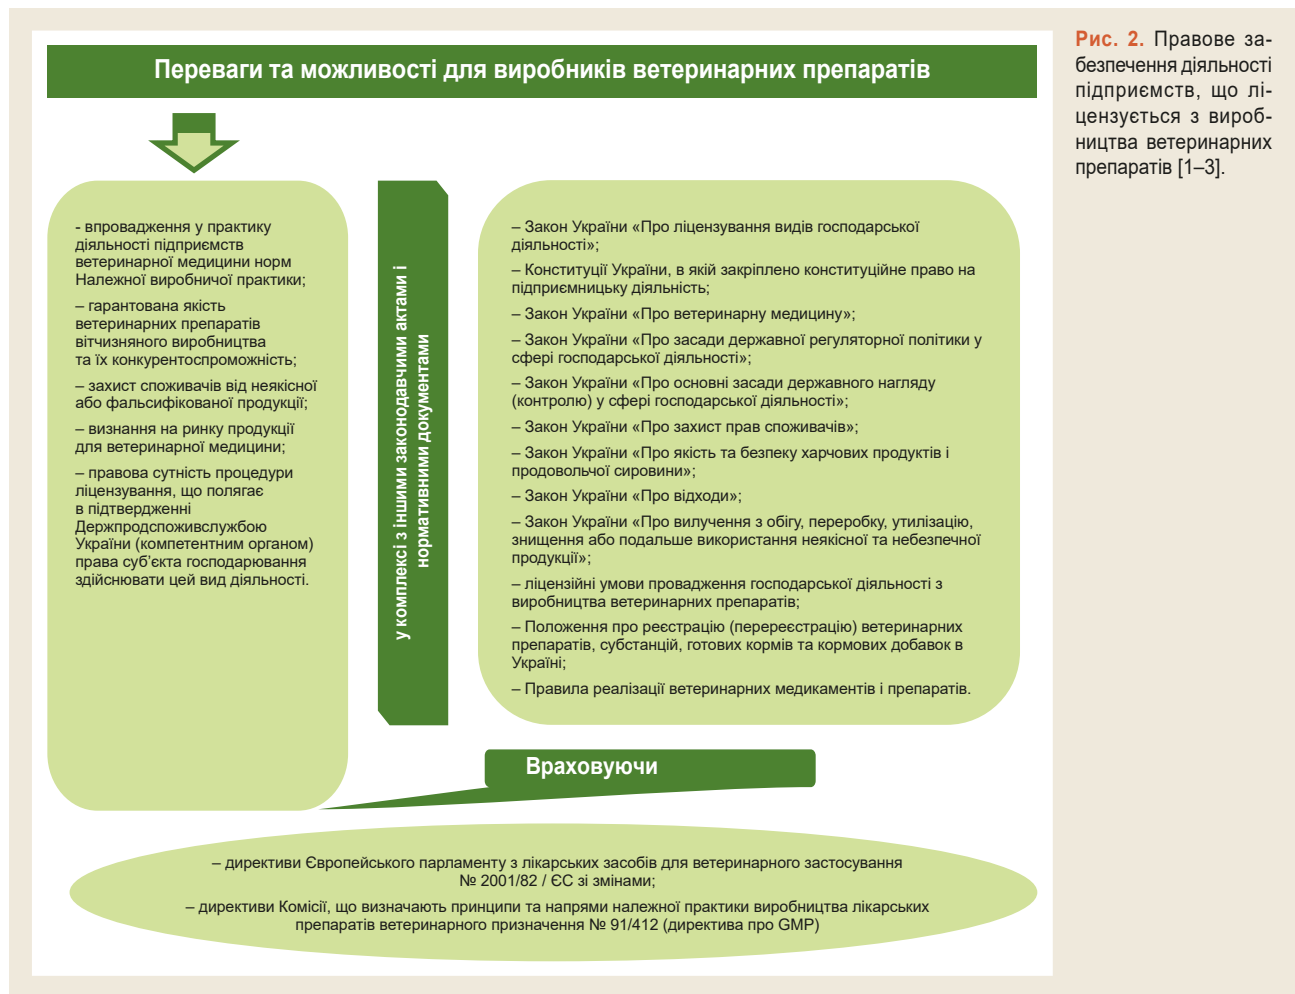 Переваги та можливості для виробників ветеринарних препаратів
- впровадження у практику
діяльності підприємств
ветеринарної медицини норм
Належної виробничої практики;
– гарантована якість
ветеринарних препаратів
вітчизняного виробництва
та їх конкурентоспроможність;
– захист споживачів від неякісної
або фальсифікованої продукції;
– визнання на ринку продукції
для ветеринарної медицини;
– правова сутність процедури
ліцензування, що полягає
в підтвердженні
Держпродспоживслужбою
України (компетентним органом)
права суб’єкта господарювання
здійснювати цей вид діяльності.
у комплексі з іншими законодавчими актами і
нормативними документами
– Закон України «Про ліцензування видів господарської
діяльності»;
– Конституції України, в якій закріплено конституційне право на
підприємницьку діяльність;
– Закон України «Про ветеринарну медицину»;
– Закон України «Про засади державної регуляторної політики у
сфері господарської діяльності»;
– Закон України «Про основні засади державного нагляду
(контролю) у сфері господарської діяльності»;
– Закон України «Про захист прав споживачів»;
– Закон України «Про якість та безпеку харчових продуктів і
продовольчої сировини»;
– Закон України «Про відходи»;
– Закон України «Про вилучення з обігу, переробку, утилізацію,
знищення або подальше використання неякісної та небезпечної
продукції»;
– ліцензійні умови провадження господарської діяльності з
виробництва ветеринарних препаратів;
– Положення про реєстрацію (перереєстрацію) ветеринарних
препаратів, субстанцій, готових кормів та кормових добавок в
Україні;
– Правила реалізації ветеринарних медикаментів і препаратів.
Враховуючи
– директиви Європейського парламенту з лікарських засобів для ветеринарного застосування
№ 2001/82 / ЄС зі змінами;
– директиви Комісії, що визначають принципи та напрями належної практики виробництва лікарських
препаратів ветеринарного призначення № 91/412 (директива про GMP)
Рис. 2. Правове за-
безпечення діяльності
підприємств, що лі-
цензується з вироб-
ництва ветеринарних
препаратів [1–3].